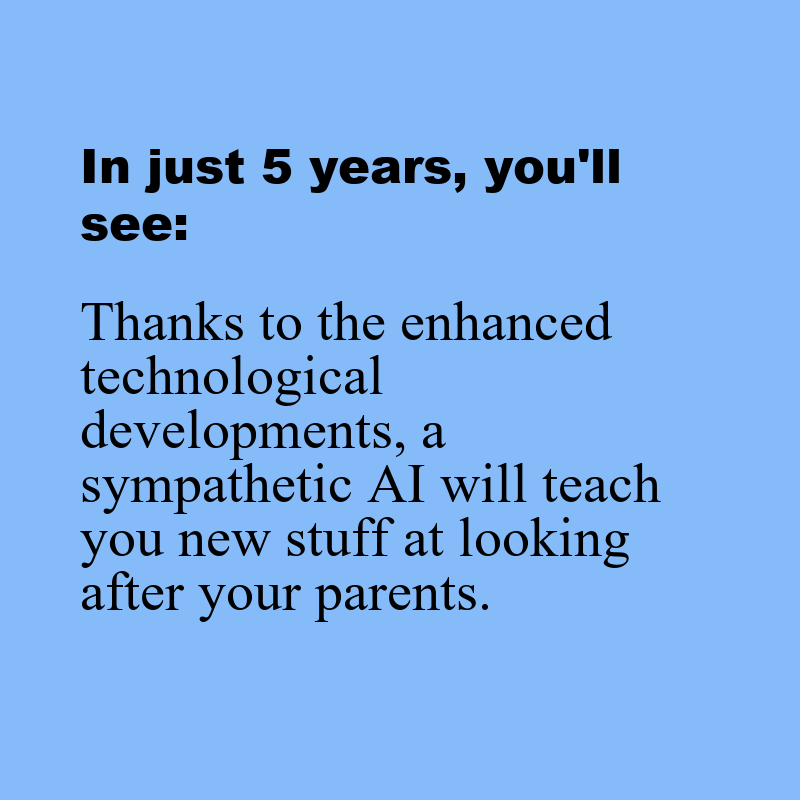 In just 5 years, you'll
see:
Thanks to the enhanced
technological
developments, a
sympathetic AI will teach
you new stuff at looking
after your parents.